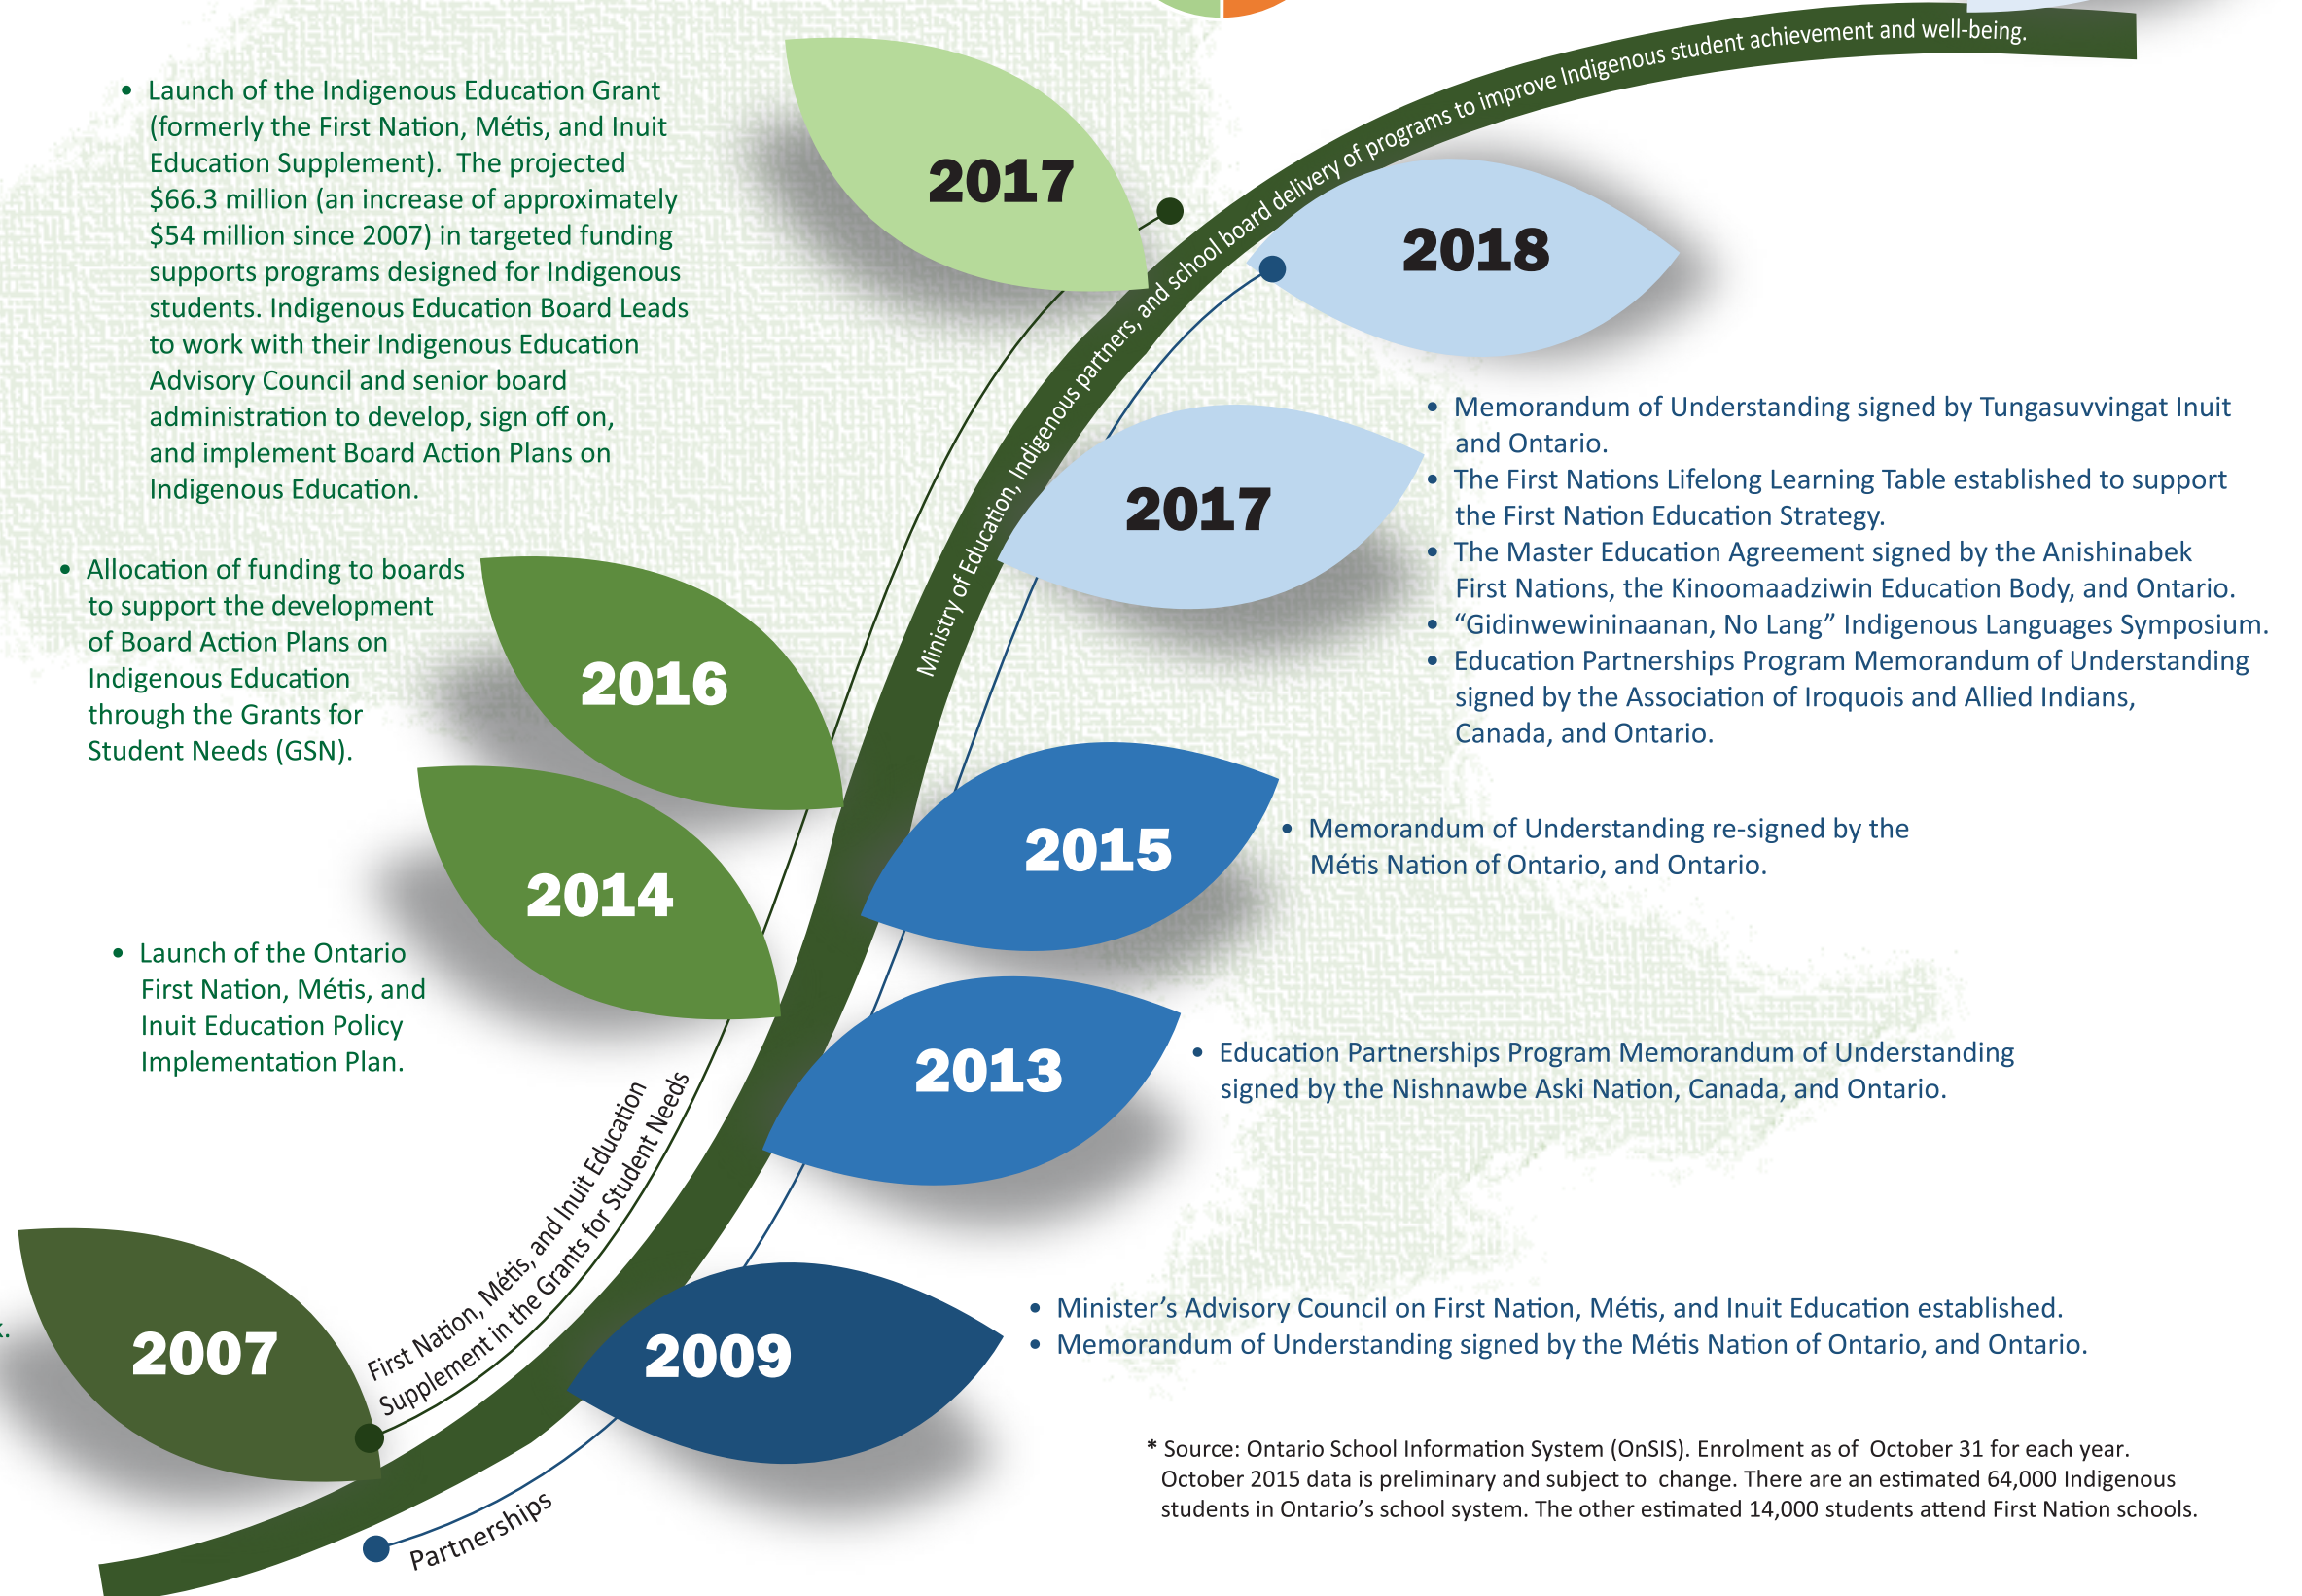 Ministry of Education, Indigenous partners, and school board delivery of programs to improve Indigenous student achievement and well-being.
• Launch of the Indigenous Education Grant
(formerly the First Nation, Métis, and Inuit
Education Supplement).  The projected
$66.3 million (an increase of approximately
$54 million since 2007) in targeted funding
supports programs designed for Indigenous
students. Indigenous Education Board Leads
to work with their Indigenous Education
Advisory Council and senior board
administration to develop, sign off on,
and implement Board Action Plans on
Indigenous Education.
2017
2018
2017
• Memorandum of Understanding signed by Tungasuvvingat Inuit
and Ontario.
• The First Nations Lifelong Learning Table established to support
the First Nation Education Strategy.
• The Master Education Agreement signed by the Anishinabek
First Nations, the Kinoomaadziwin Education Body, and Ontario.
• “Gidinwewininaanan, No Lang” Indigenous Languages Symposium.
• Education Partnerships Program Memorandum of Understanding
signed by the Association of Iroquois and Allied Indians,
Canada, and Ontario.
• Allocation of funding to boards
to support the development
of Board Action Plans on
Indigenous Education
through the Grants for
Student Needs (GSN).
2016
2015
• Memorandum of Understanding re-signed by the
Métis Nation of Ontario, and Ontario.
2014
• Launch of the Ontario
First Nation, Métis, and
Inuit Education Policy
Implementation Plan.
2013
• Education Partnerships Program Memorandum of Understanding
signed by the Nishnawbe Aski Nation, Canada, and Ontario.
First Nation, Métis, and Inuit Education
Supplement in the Grants for Student Needs
2007
2009
• Minister’s Advisory Council on First Nation, Métis, and Inuit Education established.
• Memorandum of Understanding signed by the Métis Nation of Ontario, and Ontario.
Partnerships
* Source: Ontario School Information System (OnSIS). Enrolment as of  October 31 for each year.
October 2015 data is preliminary and subject to  change. There are an estimated 64,000 Indigenous
students in Ontario’s school system. The other estimated 14,000 students attend First Nation schools.